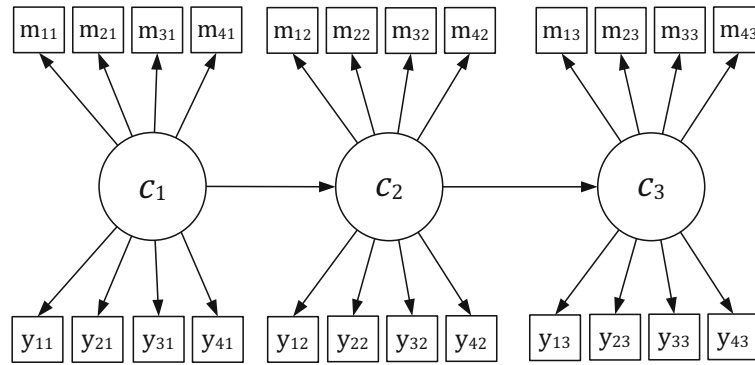 m₁₁ m₂₁ m₃₁ m₄₁ m₁₂ m₂₂ m₃₂ m₄₂ m₁₃ m₂₃ m₃₃ m₄₃
c₁ c₂ c₃
y₁₁ y₂₁ y₃₁ y₄₁ y₁₂ y₂₂ y₃₂ y₄₂ y₁₃ y₂₃ y₃₃ y₄₃